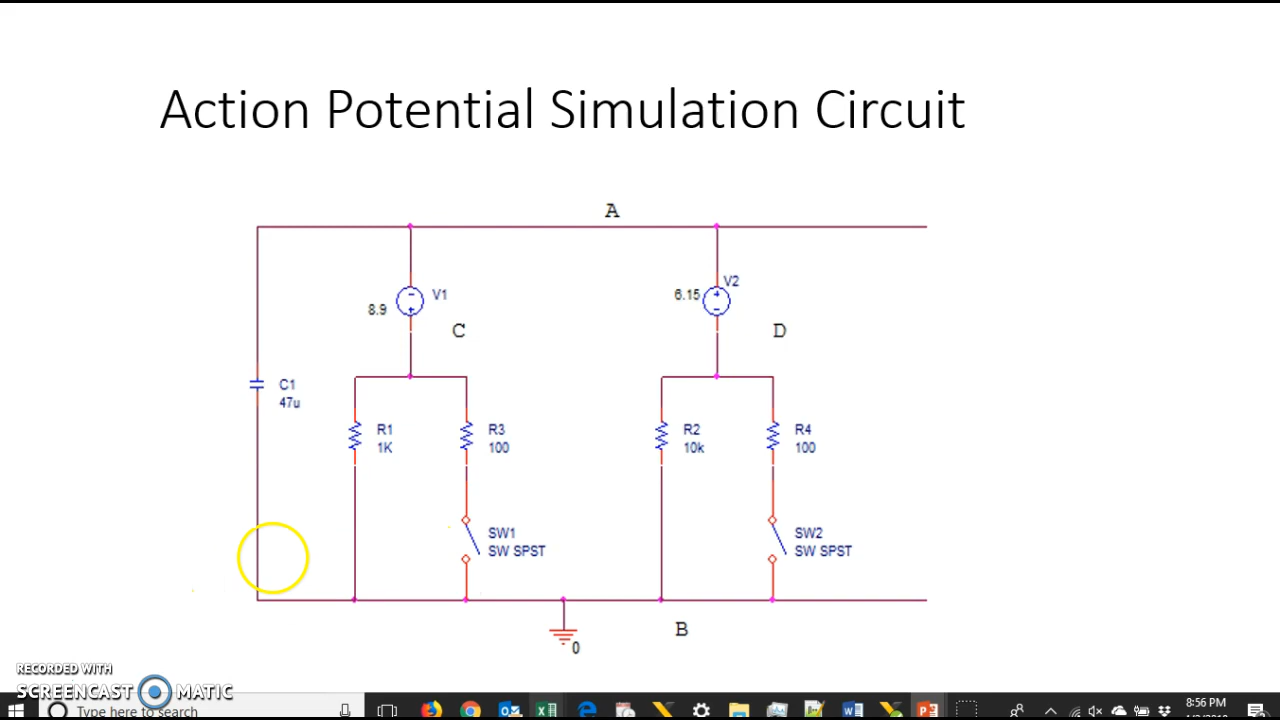 Action Potential Simulation Circuit
A
V1
8.9
C
V2
6.15
D
C1
47u
R1
1K
R3
100
R2
10k
R4
100
SW1
SW SPST
SW2
SW SPST
B
0
RECORDED WITH
SCREENCAST MATIC
Type here to search
8:56 PM